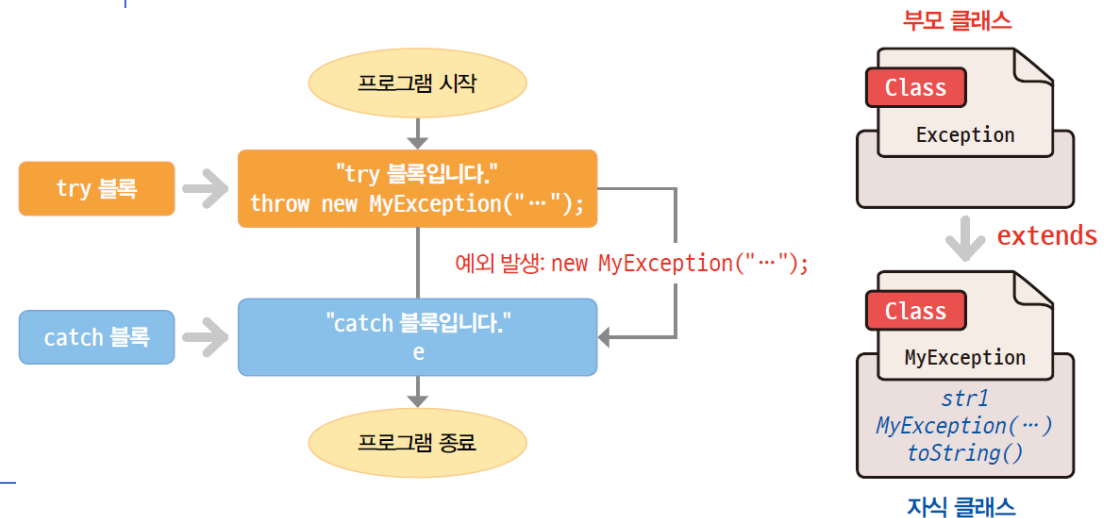 프로그램 시작
try 블록
"try 블록입니다."
throw new MyException("…");
예외 발생: new MyException("…");
catch 블록
"catch 블록입니다."
e
프로그램 종료
부모 클래스
Class
Exception
extends
Class
MyException
str1
MyException(…)
toString()
자식 클래스